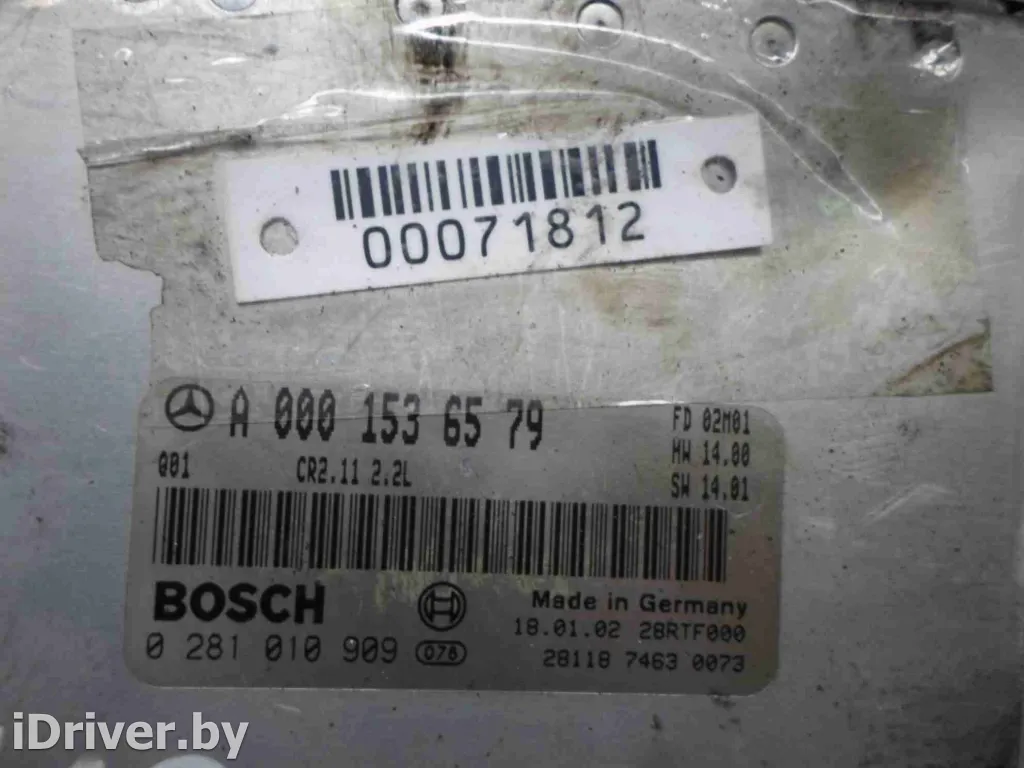 00071812
A 000 153 65 79
FD 02M01
Q01 CR2.11 2.2L
HW 14.00
SW 14.01
BOSCH
Made in Germany
0 281 010 909 076
18.01.02 28RTF000
28118 7463 0073
iDriver.by